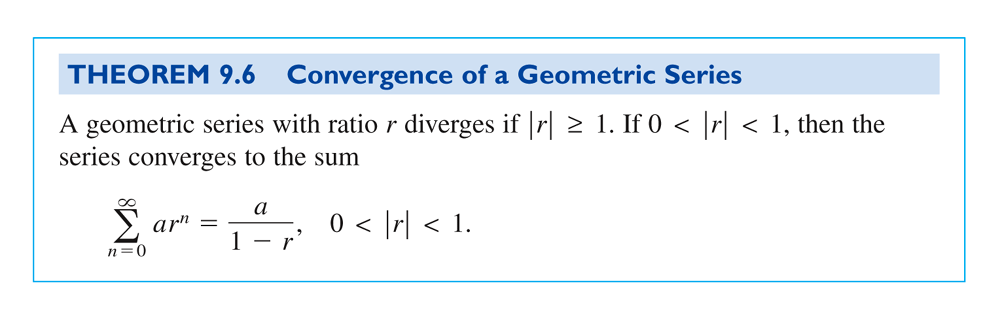 THEOREM 9.6 Convergence of a Geometric Series
A geometric series with ratio r diverges if |r| ≥ 1. If 0 < |r| < 1, then the
series converges to the sum
∞
∑ arⁿ = a/(1 − r), 0 < |r| < 1.
n=0